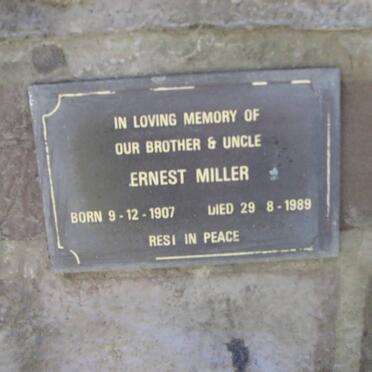 IN LOVING MEMORY OF
OUR BROTHER & UNCLE
ERNEST MILLER
BORN 9-12-1907 DIED 29 8-1989
REST IN PEACE